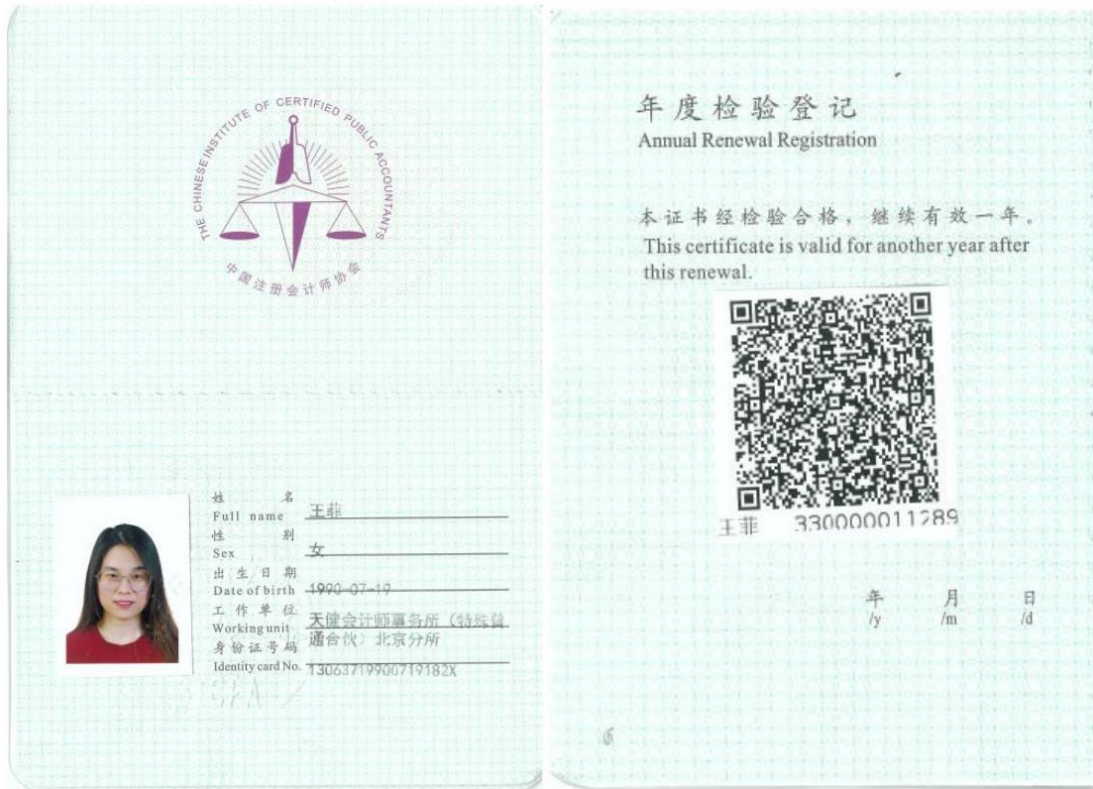 THE CHINESE INSTITUTE OF CERTIFIED PUBLIC ACCOUNTANTS
中国注册会计师协会
姓名
Full name 王菲
性别
Sex 女
出生日期
Date of birth 1990-07-19
工作单位
Working unit 天健会计师事务所（特殊普
通合伙）北京分所
身份证号码
Identity card No. 13063719900719182X
年度检验登记
Annual Renewal Registration
本证书经检验合格，继续有效一年。
This certificate is valid for another year after
this renewal.
王菲 330000011289
年 月 日
/y /m /d
6